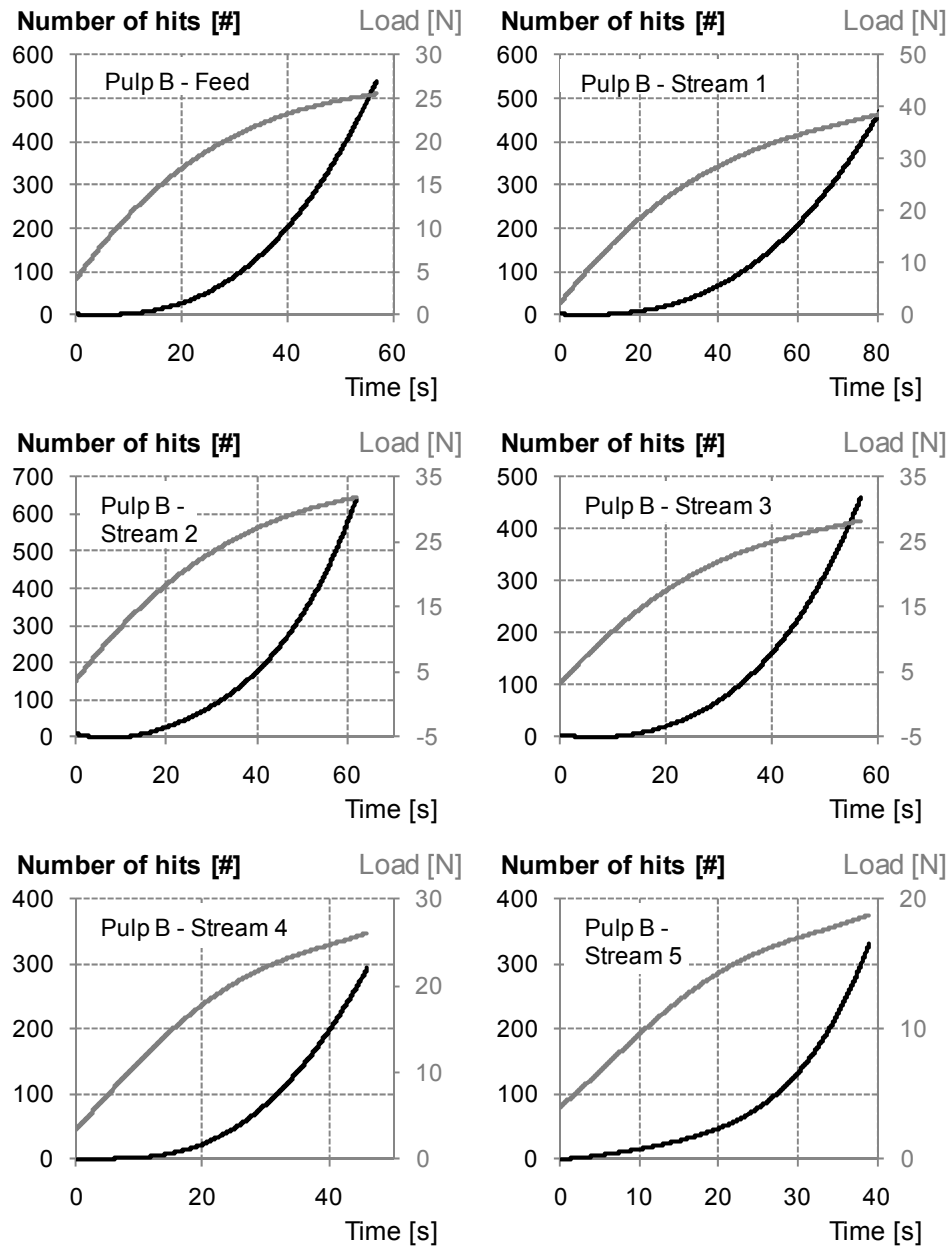 Number of hits [#] Load [N]
600 30
Pulp B - Feed
500 25
400 20
300 15
200 10
100 5
0 0
0 20 40 60
Time [s]
Number of hits [#] Load [N]
600 50
Pulp B - Stream 1
500 40
400 30
300 20
200 10
100 0
0
0 20 40 60 80
Time [s]
Number of hits [#] Load [N]
700 35
Pulp B -
Stream 2
600 25
500 15
400 5
300 -5
200
100
0
0 20 40 60
Time [s]
Number of hits [#] Load [N]
500 35
Pulp B - Stream 3
400 25
300 15
200 5
100 -5
0
0 20 40 60
Time [s]
Number of hits [#] Load [N]
400 30
Pulp B - Stream 4
300 20
200 10
100 0
0
0 20 40
Time [s]
Number of hits [#] Load [N]
400 20
Pulp B -
Stream 5
300 10
200 0
100
0
0 10 20 30 40
Time [s]